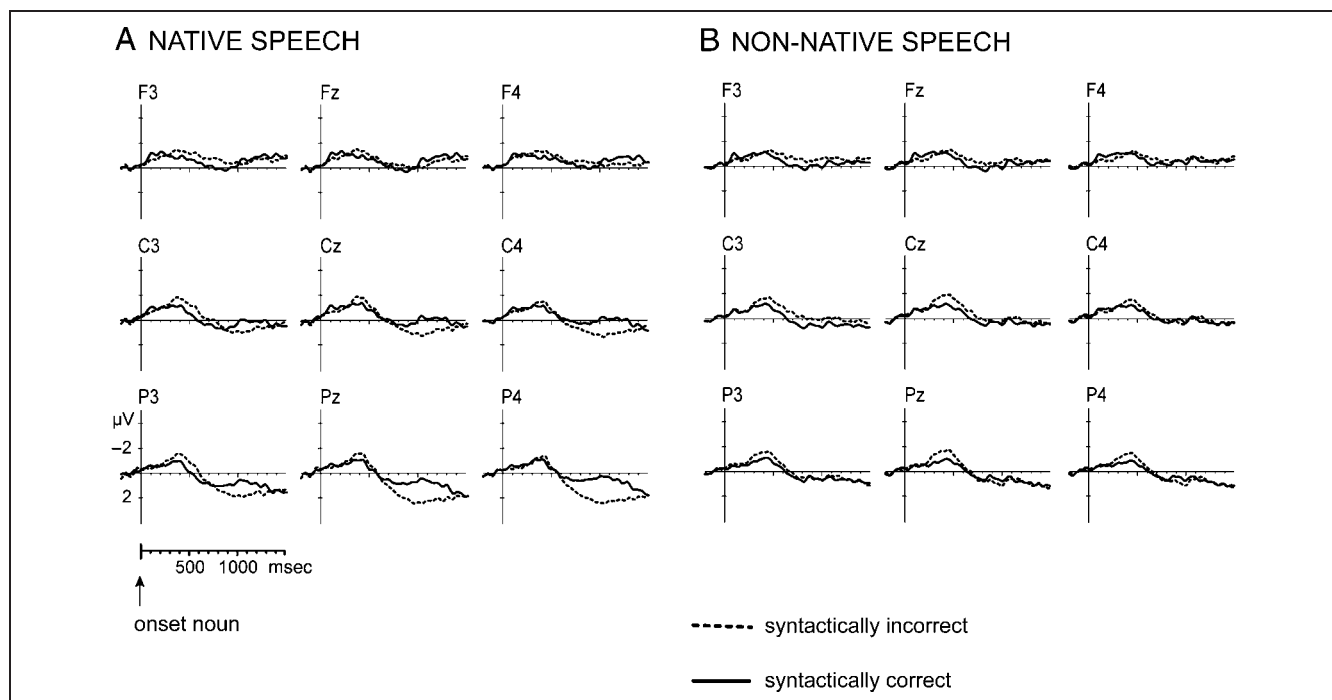 A NATIVE SPEECH
F3 Fz F4
C3 Cz C4
P3 Pz P4
µV
−2
2
500 1000 msec
onset noun
B NON-NATIVE SPEECH
F3 Fz F4
C3 Cz C4
P3 Pz P4
syntactically incorrect
syntactically correct